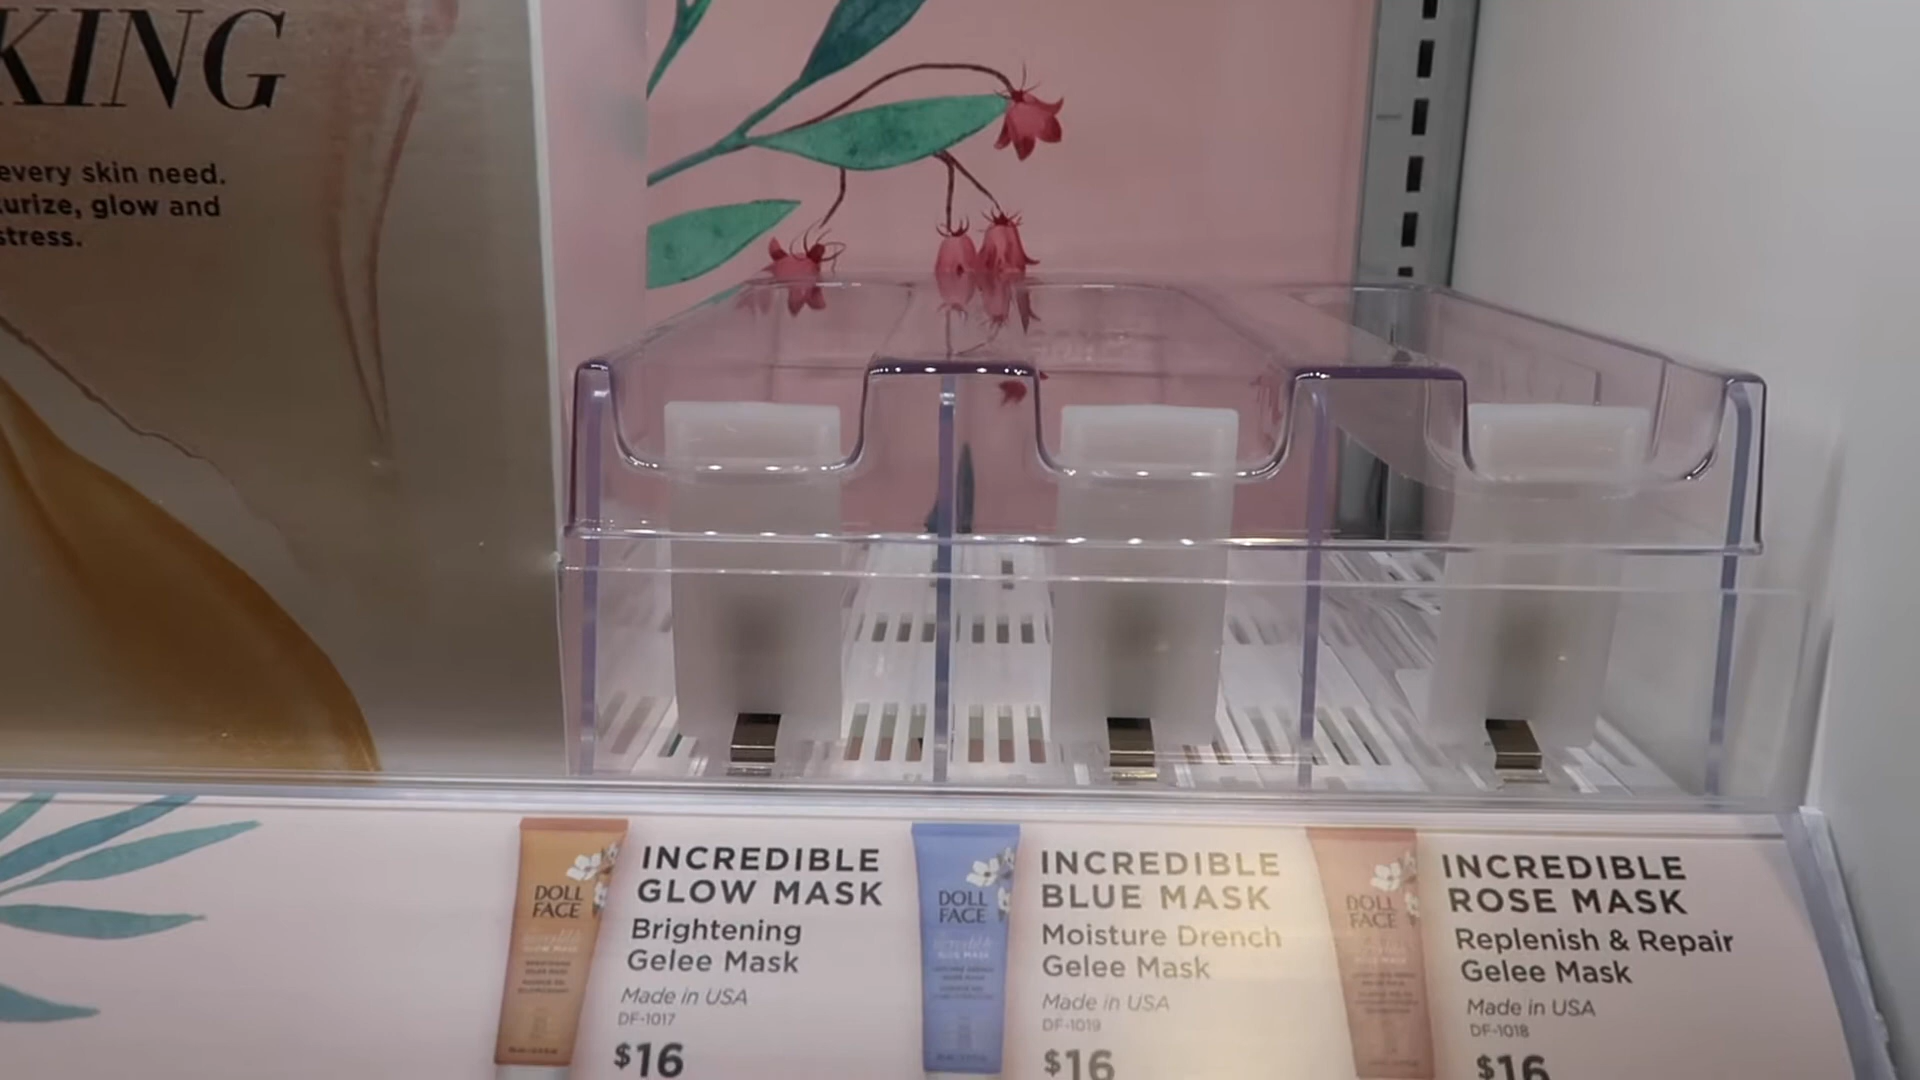 KING
every skin need.
urize, glow and
stress.
DOLL
FACE
INCREDIBLE
GLOW MASK
Brightening
Gelee Mask
Made in USA
DF-1017
$16
DOLL
FACE
INCREDIBLE
BLUE MASK
Moisture Drench
Gelee Mask
Made in USA
DF-1019
$16
DOLL
FACE
INCREDIBLE
ROSE MASK
Replenish & Repair
Gelee Mask
Made in USA
DF-1018
$16